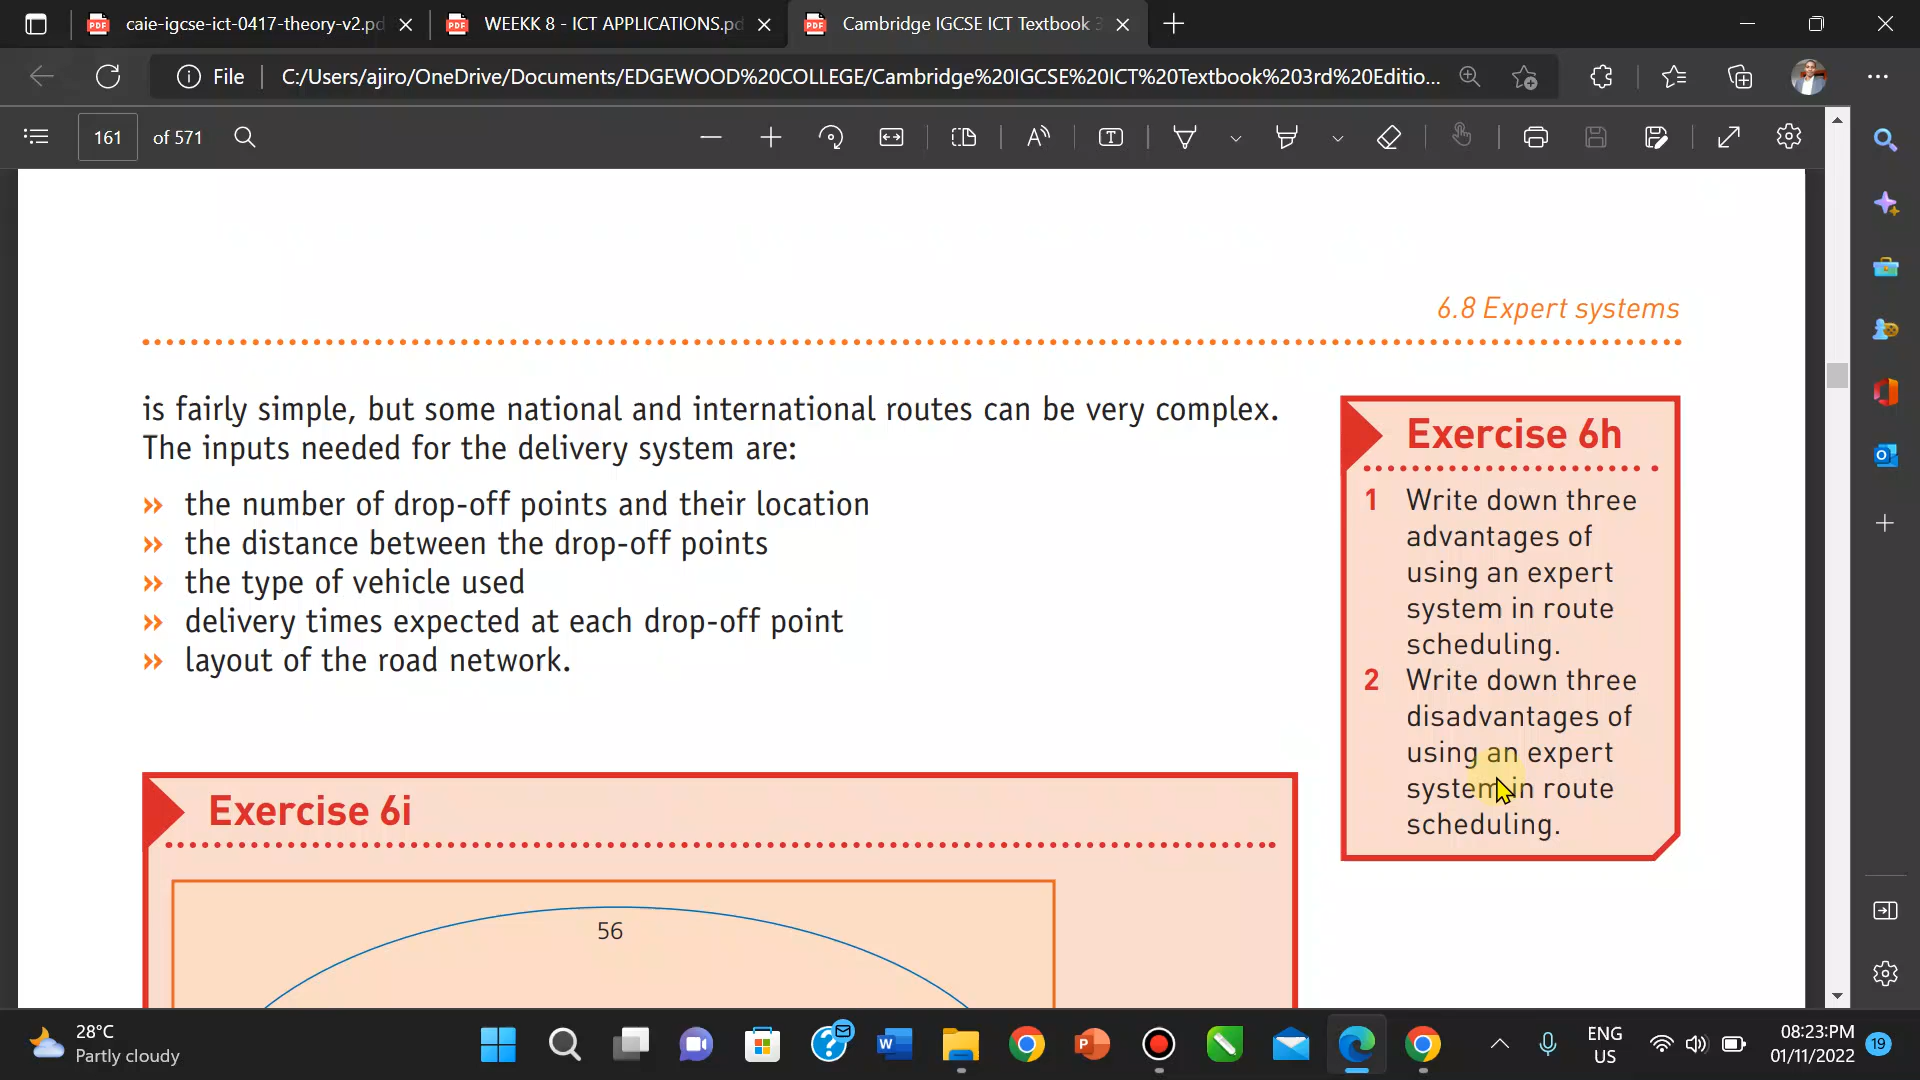 caie-igcse-ict-0417-theory-v2.pd
WEEKK 8 - ICT APPLICATIONS.pd
Cambridge IGCSE ICT Textbook 3
File
C:/Users/ajiro/OneDrive/Documents/EDGEWOOD%20COLLEGE/Cambridge%20IGCSE%20ICT%20Textbook%203rd%20Editio...
161
of 571
6.8 Expert systems
is fairly simple, but some national and international routes can be very complex.
The inputs needed for the delivery system are:
» the number of drop-off points and their location
» the distance between the drop-off points
» the type of vehicle used
» delivery times expected at each drop-off point
» layout of the road network.
Exercise 6h
1 Write down three
advantages of
using an expert
system in route
scheduling.
2 Write down three
disadvantages of
using an expert
system in route
scheduling.
Exercise 6i
56
28°C
Partly cloudy
ENG
US
08:23:PM
01/11/2022
19